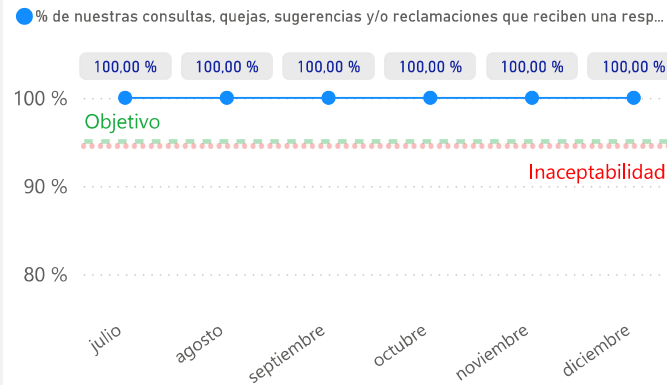 % de nuestras consultas, quejas, sugerencias y/o reclamaciones que reciben una resp...
100,00 % 100,00 % 100,00 % 100,00 % 100,00 % 100,00 %
100 %
Objetivo
Inaceptabilidad
90 %
80 %
julio agosto septiembre octubre noviembre diciembre